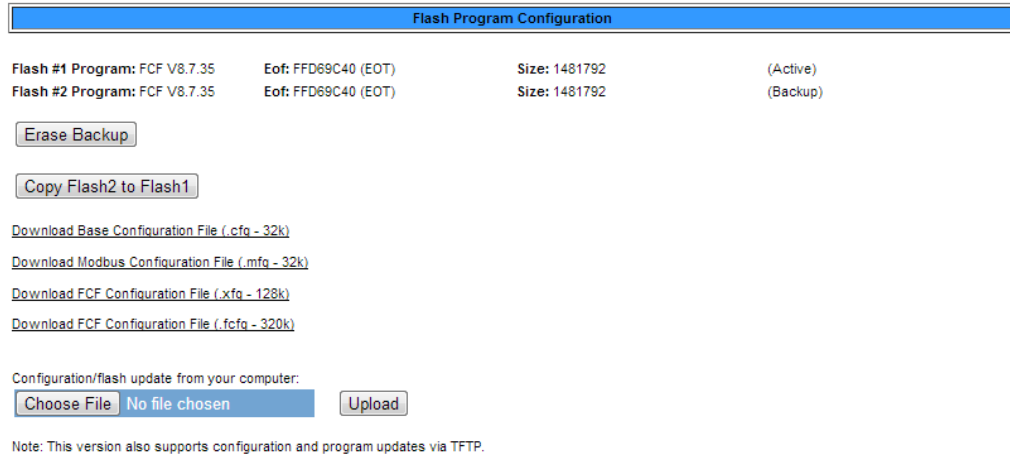 Flash Program Configuration
Flash #1 Program: FCF V8.7.35 Eof: FFD69C40 (EOT) Size: 1481792 (Active)
Flash #2 Program: FCF V8.7.35 Eof: FFD69C40 (EOT) Size: 1481792 (Backup)
Erase Backup
Copy Flash2 to Flash1
Download Base Configuration File (.cfg - 32k)
Download Modbus Configuration File (.mfg - 32k)
Download FCF Configuration File (.xfg - 128k)
Download FCF Configuration File (.fcfg - 320k)
Configuration/flash update from your computer:
Choose File No file chosen Upload
Note: This version also supports configuration and program updates via TFTP.